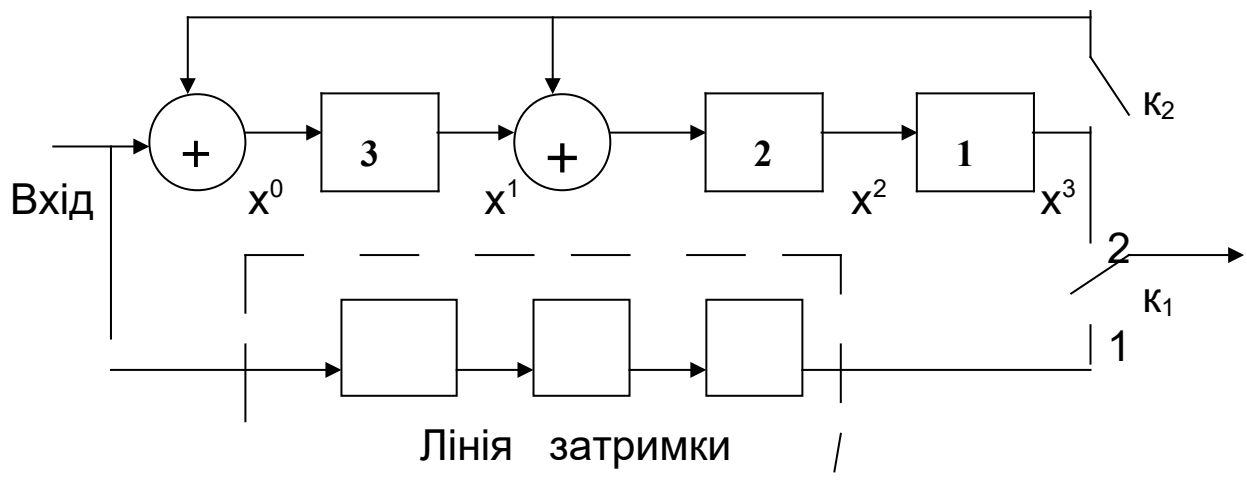 к₂
+ 3 + 2 1
Вхід x⁰ x¹ x² x³
2
к₁
1
Лінія затримки